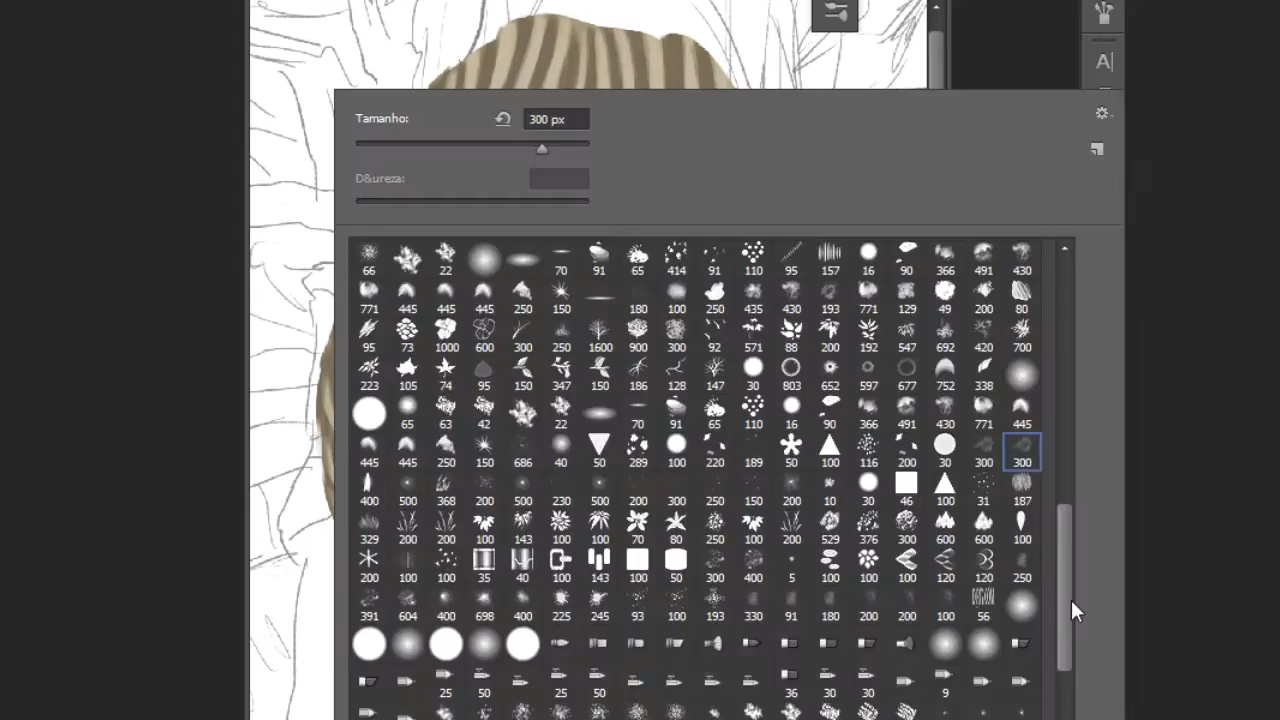 A|
Tamanho:
300 px
D&ureza:
66 22 70 91 65 414 91 110 95 157 16 90 366 491 430
771 445 445 445 250 150 180 100 250 435 430 193 771 129 49 200 80
95 73 1000 600 300 250 1600 900 300 92 571 88 200 192 547 692 420 700
223 105 74 95 150 347 150 186 128 147 30 803 652 597 677 752 338
65 63 42 22 70 91 65 110 16 90 366 491 430 771 445
445 445 250 150 686 40 50 289 100 220 189 50 100 116 200 30 300 300
400 500 368 200 500 230 500 200 300 250 150 200 10 30 46 100 31 187
329 200 200 100 143 100 100 70 80 250 100 200 529 376 300 600 600 100
200 100 100 35 40 100 143 100 50 300 400 5 100 100 100 120 120 250
391 604 400 698 400 225 245 93 100 193 330 91 180 200 200 100 56
25 50 25 50 36 30 30 9